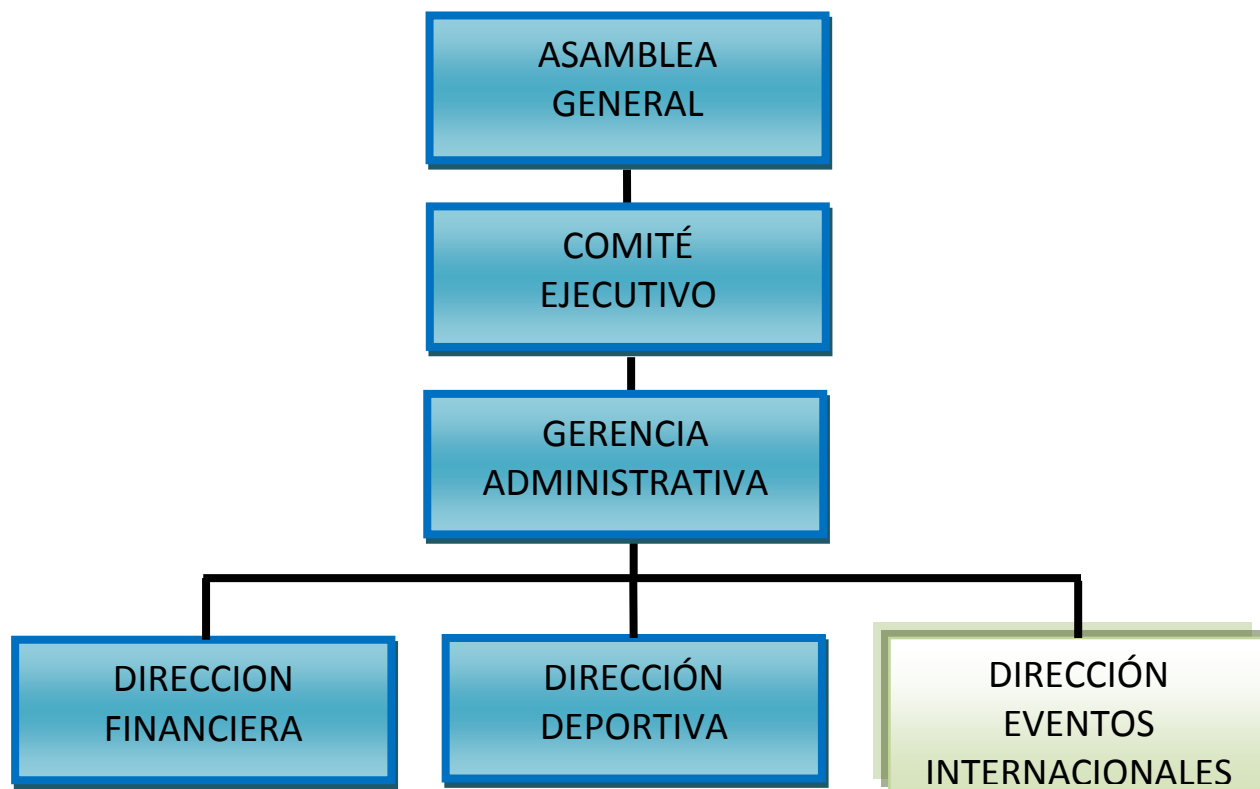 ASAMBLEA
GENERAL
COMITÉ
EJECUTIVO
GERENCIA
ADMINISTRATIVA
DIRECCION
FINANCIERA
DIRECCIÓN
DEPORTIVA
DIRECCIÓN
EVENTOS
INTERNACIONALES